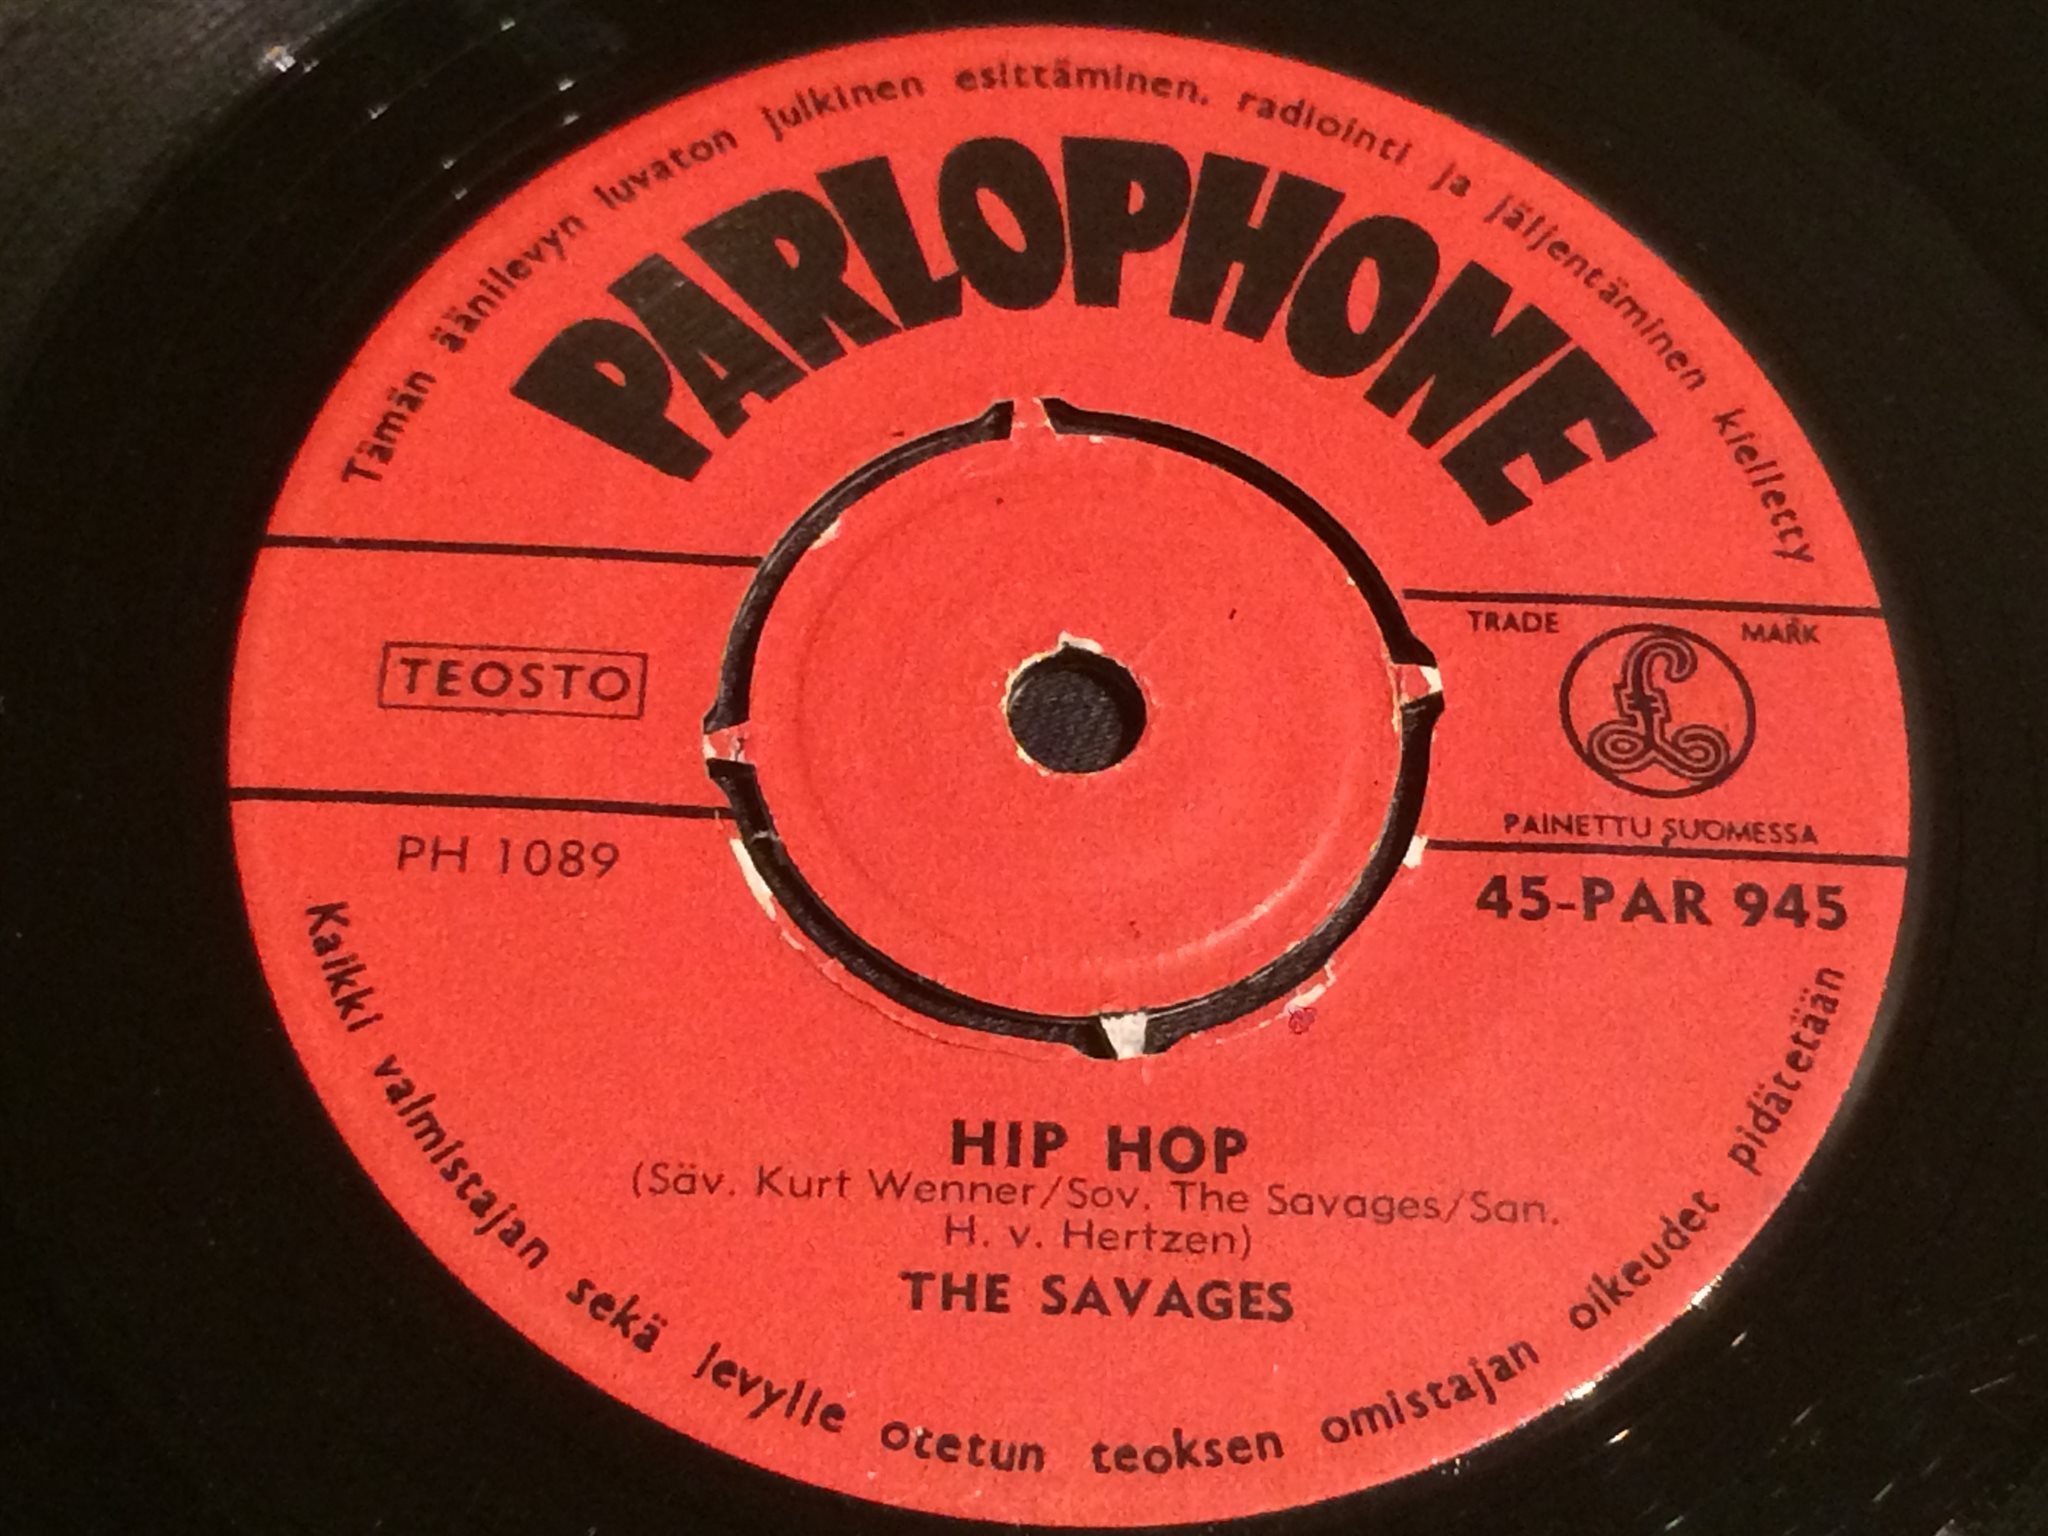 Tämän äänilevyn luvaton julkinen esittäminen, radiointi ja jäljentäminen kielletty
PARLOPHONE
TEOSTO
TRADE MARK
£
PAINETTU SUOMESSA
PH 1089
45-PAR 945
HIP HOP
(Säv. Kurt Wenner/Sov. The Savages/San.
H. v. Hertzen)
THE SAVAGES
Kaikki valmistajan sekä levylle otetun teoksen omistajan oikeudet pidätetään